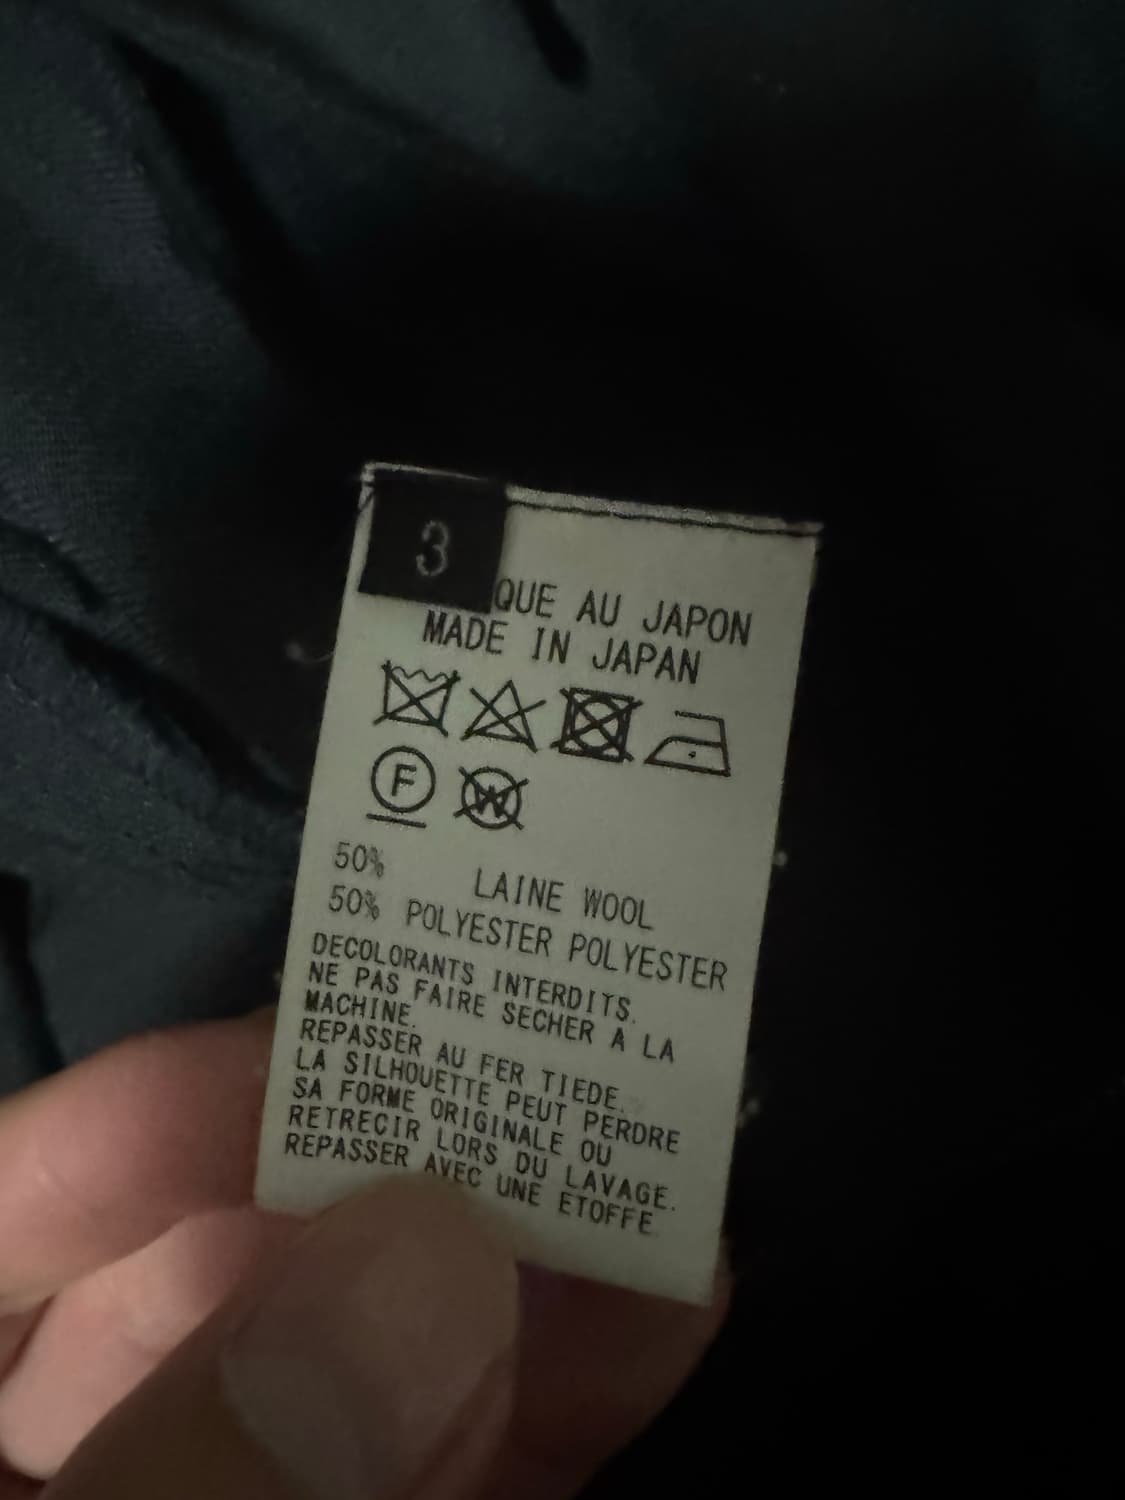 3
QUE AU JAPON
MADE IN JAPAN
F W
50% LAINE WOOL
50% POLYESTER POLYESTER
DECOLORANTS INTERDITS.
NE PAS FAIRE SECHER A LA
MACHINE.
REPASSER AU FER TIEDE.
LA SILHOUETTE PEUT PERDRE
SA FORME ORIGINALE OU
RETRECIR LORS DU LAVAGE.
REPASSER AVEC UNE ETOFFE.